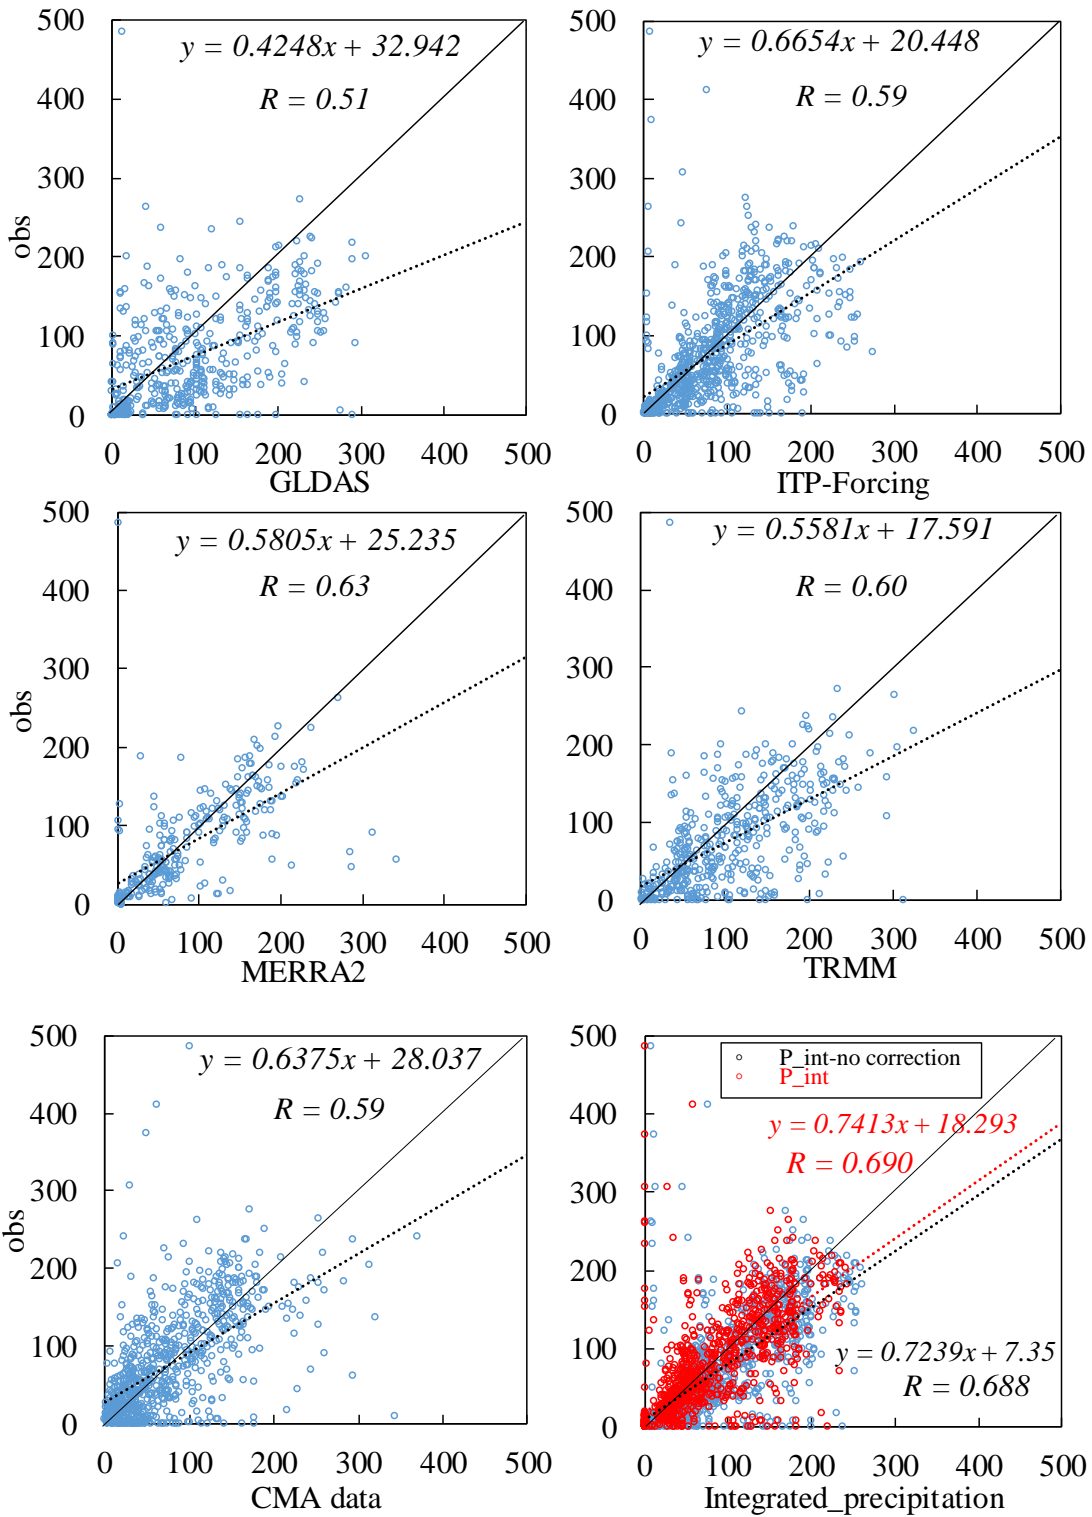 500
400
300
200
100
0
obs
y = 0.4248x + 32.942
R = 0.51
0 100 200 300 400 500
GLDAS
500
400
300
200
100
0
y = 0.6654x + 20.448
R = 0.59
0 100 200 300 400 500
ITP-Forcing
500
400
300
200
100
0
obs
y = 0.5805x + 25.235
R = 0.63
0 100 200 300 400 500
MERRA2
500
400
300
200
100
0
y = 0.5581x + 17.591
R = 0.60
0 100 200 300 400 500
TRMM
500
400
300
200
100
0
obs
y = 0.6375x + 28.037
R = 0.59
0 100 200 300 400 500
CMA data
500
400
300
200
100
0
P_int-no correction
P_int
y = 0.7413x + 18.293
R = 0.690
y = 0.7239x + 7.35
R = 0.688
0 100 200 300 400 500
Integrated_precipitation